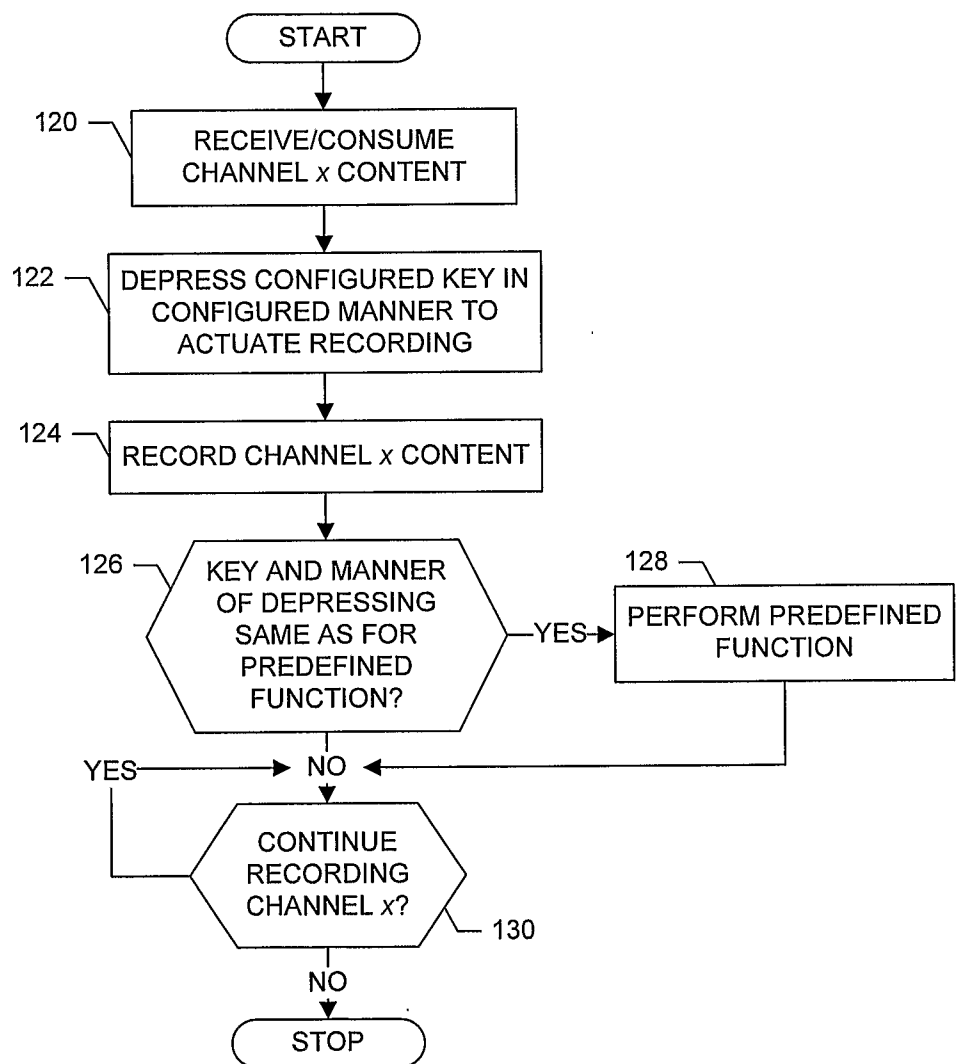 START
120
RECEIVE/CONSUME
CHANNEL x CONTENT
122
DEPRESS CONFIGURED KEY IN
CONFIGURED MANNER TO
ACTUATE RECORDING
124
RECORD CHANNEL x CONTENT
126
KEY AND MANNER
OF DEPRESSING
SAME AS FOR
PREDEFINED
FUNCTION?
YES
128
PERFORM PREDEFINED
FUNCTION
YES
NO
CONTINUE
RECORDING
CHANNEL x?
130
NO
STOP